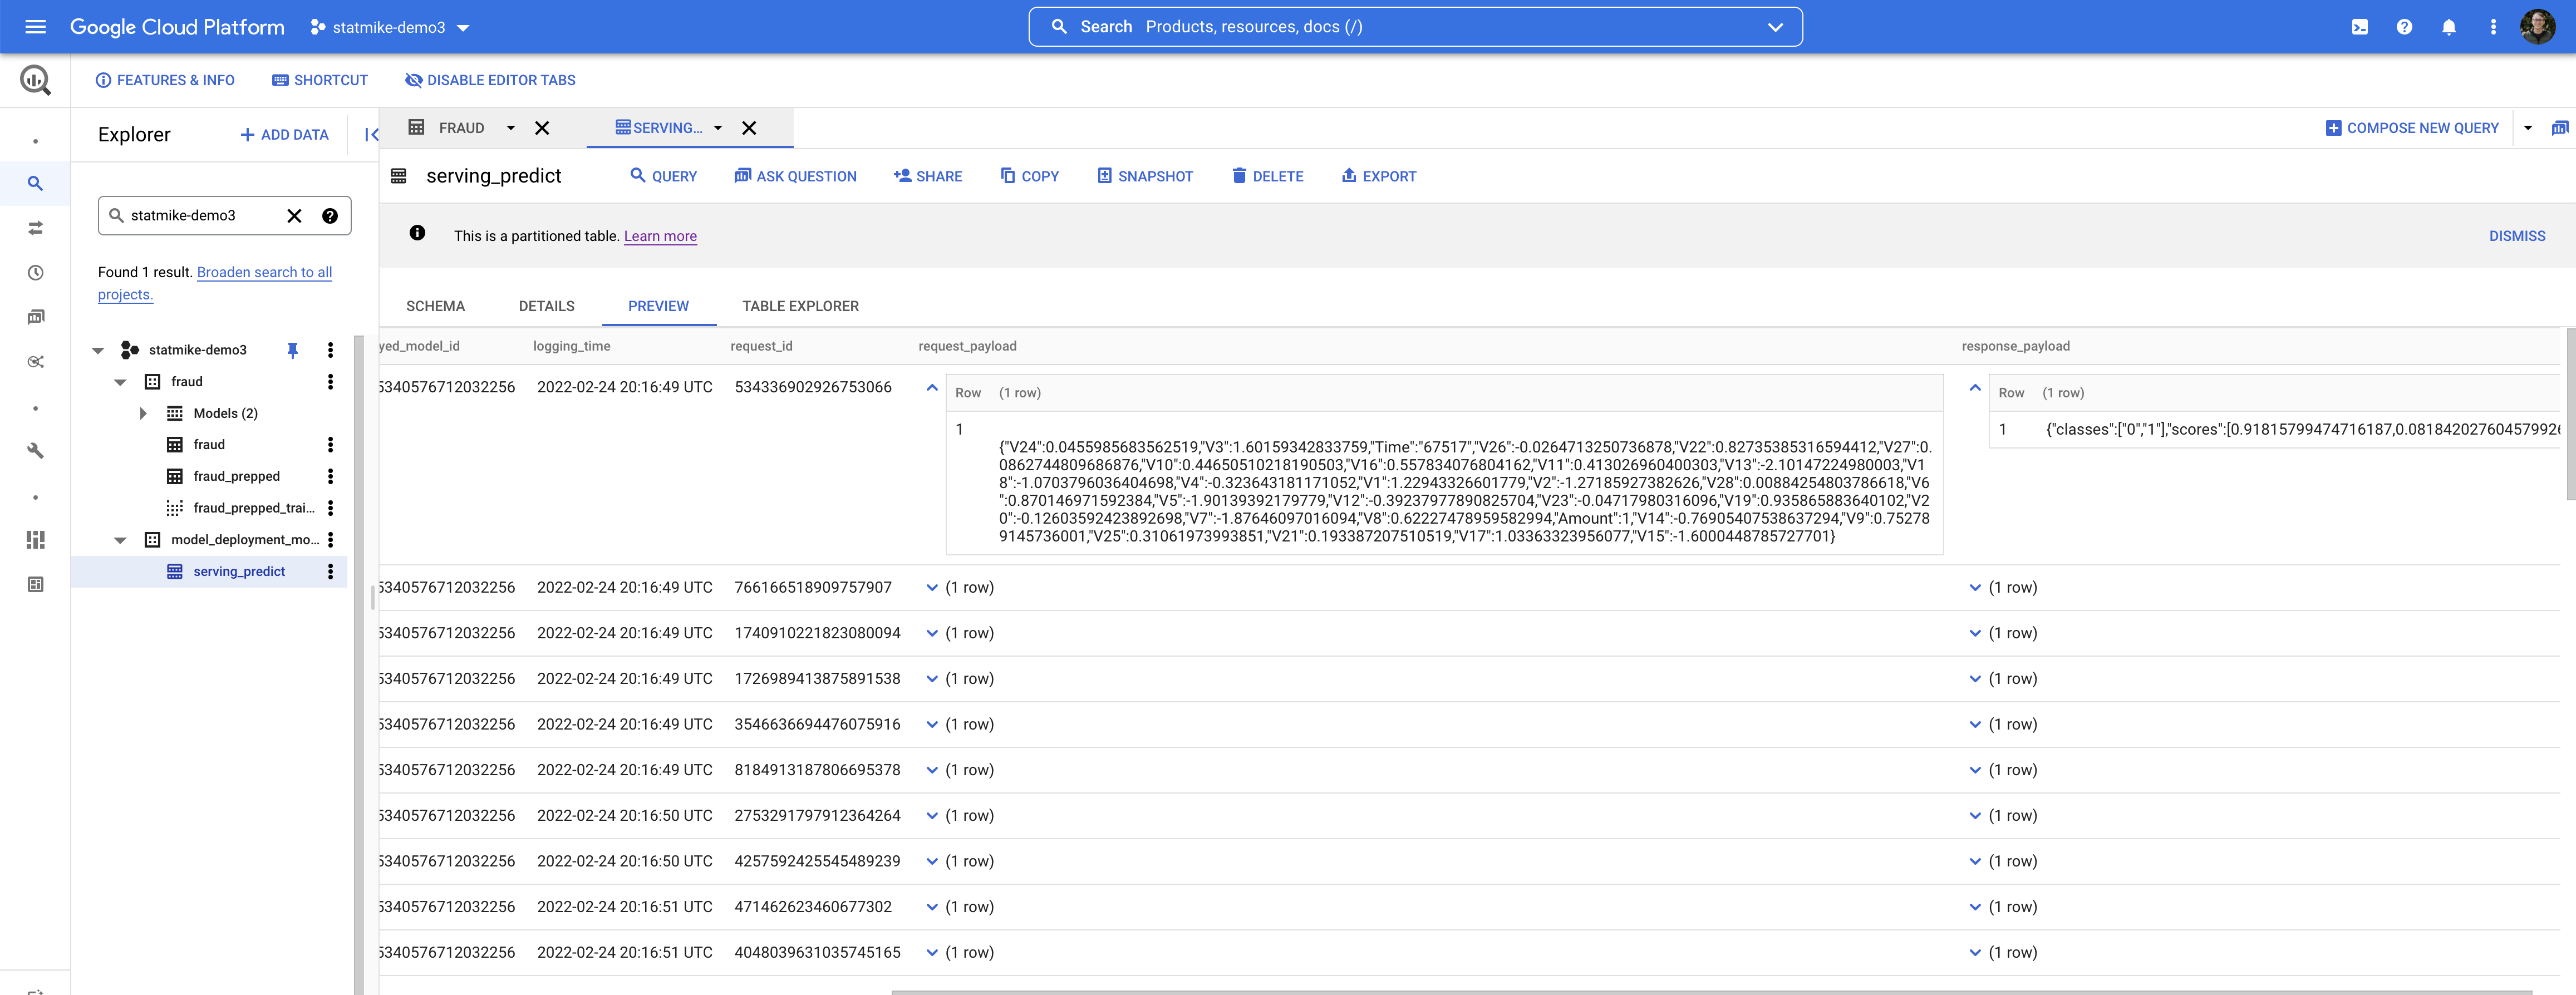 Google Cloud Platform
statmike-demo3
Search Products, resources, docs (/)
FEATURES & INFO
SHORTCUT
DISABLE EDITOR TABS
Explorer
ADD DATA
statmike-demo3
Found 1 result. Broaden search to all
projects.
statmike-demo3
fraud
Models (2)
fraud
fraud_prepped
fraud_prepped_trai...
model_deployment_mo...
serving_predict
FRAUD
SERVING...
COMPOSE NEW QUERY
serving_predict
QUERY
ASK QUESTION
SHARE
COPY
SNAPSHOT
DELETE
EXPORT
This is a partitioned table. Learn more
DISMISS
SCHEMA
DETAILS
PREVIEW
TABLE EXPLORER
yed_model_id logging_time request_id request_payload response_payload
5340576712032256 2022-02-24 20:16:49 UTC 534336902926753066
Row (1 row)
1
{"V24":0.0455985683562519,"V3":1.60159342833759,"Time":"67517","V26":-0.0264713250736878,"V22":0.82735385316594412,"V27":0.
0862744809686876,"V10":0.44650510218190503,"V16":0.557834076804162,"V11":0.413026960400303,"V13":-2.10147224980003,"V1
8":-1.0703796036404698,"V4":-0.323643181171052,"V1":1.22943326601779,"V2":-1.27185927382626,"V28":0.00884254803786618,"V6
":0.870146971592384,"V5":-1.90139392179779,"V12":-0.39237977890825704,"V23":-0.04717980316096,"V19":0.935865883640102,"V2
0":-0.12603592423892698,"V7":-1.87646097016094,"V8":0.62227478959582994,"Amount":1,"V14":-0.76905407538637294,"V9":0.75278
9145736001,"V25":0.31061973993851,"V21":0.193387207510519,"V17":1.03363323956077,"V15":-1.6000448785727701}
Row (1 row)
1 {"classes":["0","1"],"scores":[0.91815799474716187,0.081842027604579926
5340576712032256 2022-02-24 20:16:49 UTC 766166518909757907 (1 row) (1 row)
5340576712032256 2022-02-24 20:16:49 UTC 1740910221823080094 (1 row) (1 row)
5340576712032256 2022-02-24 20:16:49 UTC 1726989413875891538 (1 row) (1 row)
5340576712032256 2022-02-24 20:16:49 UTC 3546636694476075916 (1 row) (1 row)
5340576712032256 2022-02-24 20:16:49 UTC 8184913187806695378 (1 row) (1 row)
5340576712032256 2022-02-24 20:16:50 UTC 2753291797912364264 (1 row) (1 row)
5340576712032256 2022-02-24 20:16:50 UTC 4257592425545489239 (1 row) (1 row)
5340576712032256 2022-02-24 20:16:51 UTC 471462623460677302 (1 row) (1 row)
5340576712032256 2022-02-24 20:16:51 UTC 4048039631035745165 (1 row) (1 row)